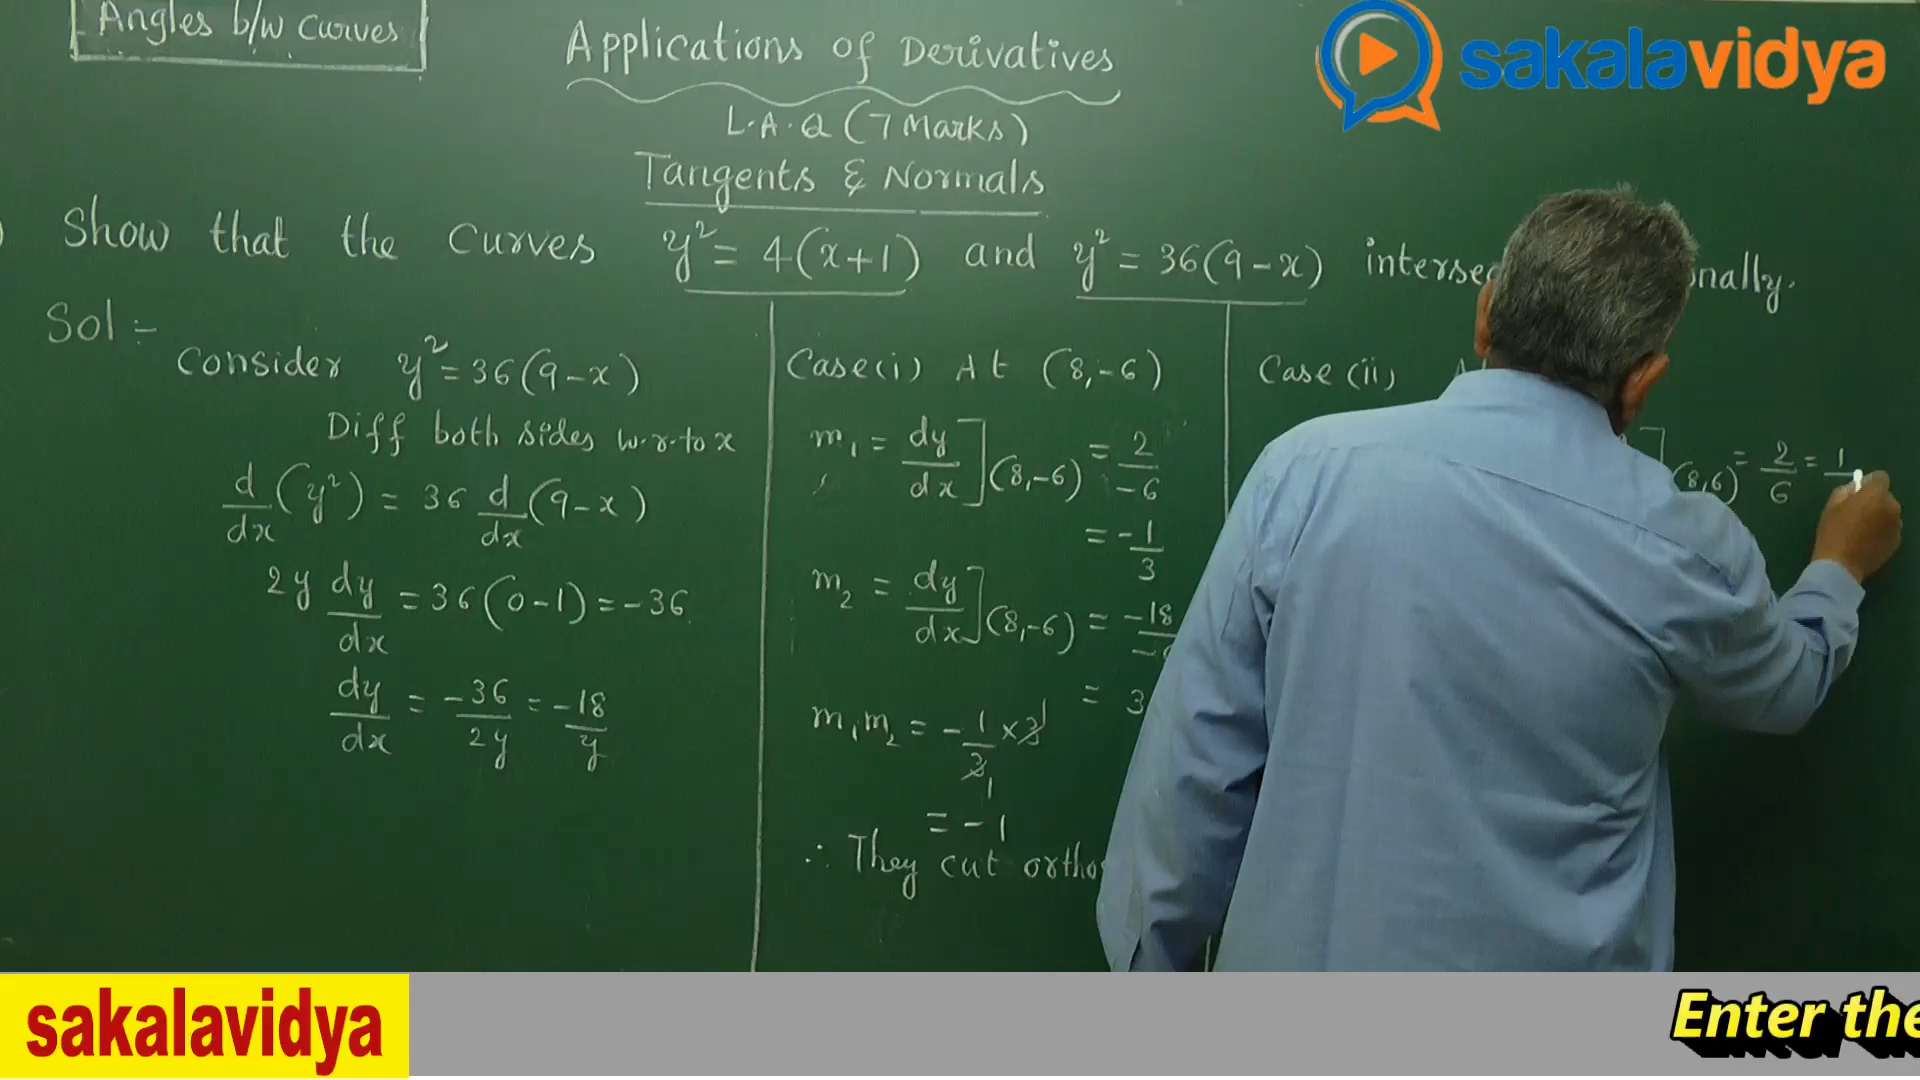 Angles b/w Curves
Applications of Derivatives
sakalavidya
L.A.Q (7 Marks)
Tangents & Normals
Show that the curves y² = 4(x+1) and y² = 36(9-x)
Sol :-
Consider y² = 36(9-x)
Diff both sides w.r.to x
d/dx (y²) = 36 d/dx (9-x)
2y dy/dx = 36(0-1) = -36
dy/dx = -36/2y = -18/y
Case(i) At (8,-6)
m₁ = dy/dx](8,-6) = 2/-6
= -1/3
m₂ = dy/dx](8,-6) = -18
= 3
m₁m₂ = -1/3 × 3
= -1
∴ They cut
Case (ii)
(8,6) = 2/6 = 1
sakalavidya
Enter the